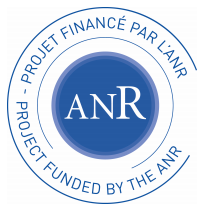 - PROJET FINANCÉ PAR L'ANR
- PROJECT FUNDED BY THE ANR
ANR